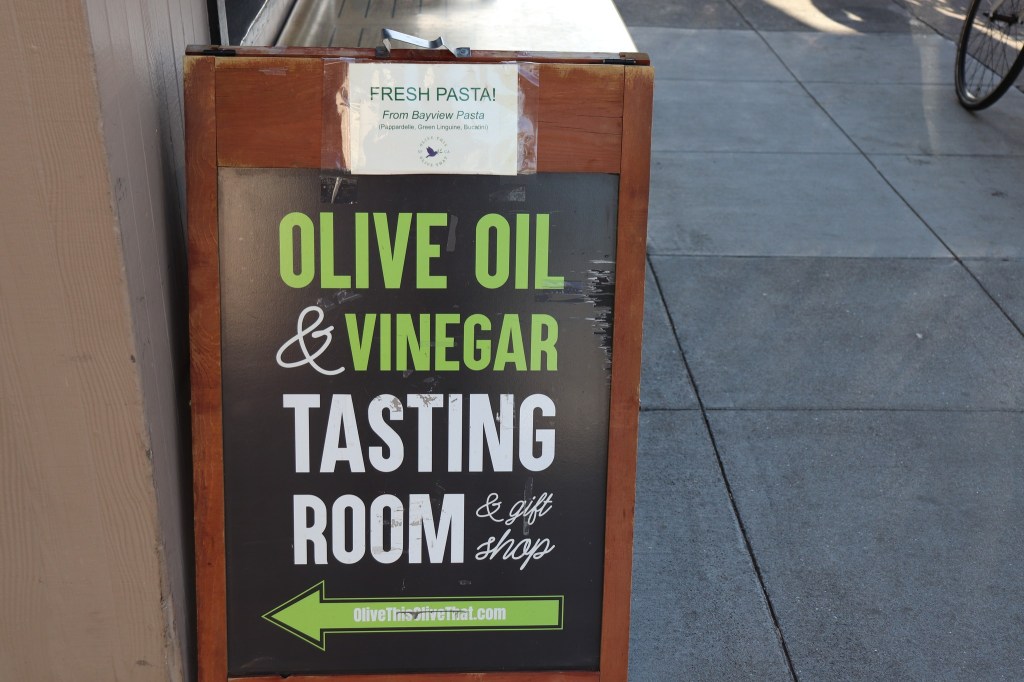 FRESH PASTA!
From Bayview Pasta
(Pappardelle, Green Linguine, Bucatini)
OLIVE OIL
& VINEGAR
TASTING
ROOM & gift
shop
OliveThisOliveThat.com